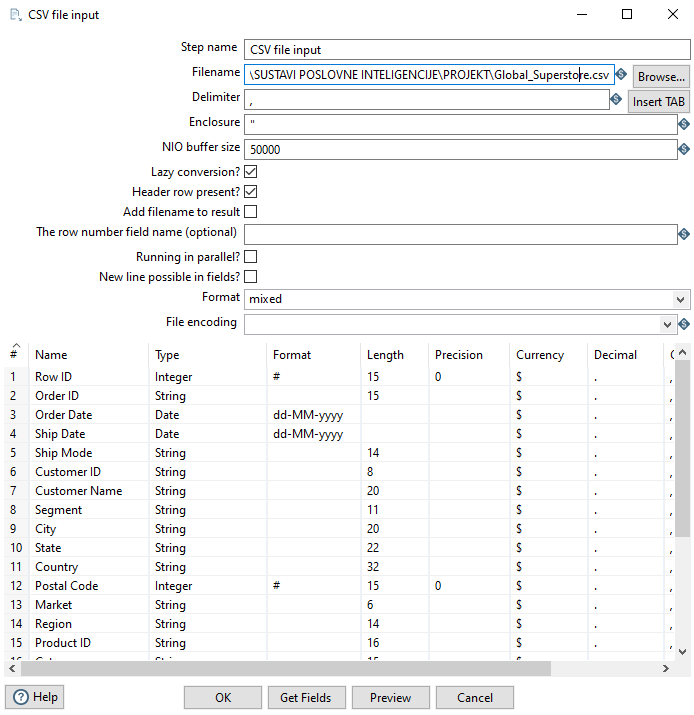 CSV file input
Step name CSV file input
Filename \SUSTAVI POSLOVNE INTELIGENCIJE\PROJEKT\Global_Superstore.csv Browse...
Delimiter , Insert TAB
Enclosure "
NIO buffer size 50000
Lazy conversion?
Header row present?
Add filename to result
The row number field name (optional)
Running in parallel?
New line possible in fields?
Format mixed
File encoding
# Name Type Format Length Precision Currency Decimal
1 Row ID Integer # 15 0 $ . ,
2 Order ID String 15 $ . ,
3 Order Date Date dd-MM-yyyy $ . ,
4 Ship Date Date dd-MM-yyyy $ . ,
5 Ship Mode String 14 $ . ,
6 Customer ID String 8 $ . ,
7 Customer Name String 20 $ . ,
8 Segment String 11 $ . ,
9 City String 20 $ . ,
10 State String 22 $ . ,
11 Country String 32 $ . ,
12 Postal Code Integer # 15 0 $ . ,
13 Market String 6 $ . ,
14 Region String 14 $ . ,
15 Product ID String 16 $ . ,
Help OK Get Fields Preview Cancel